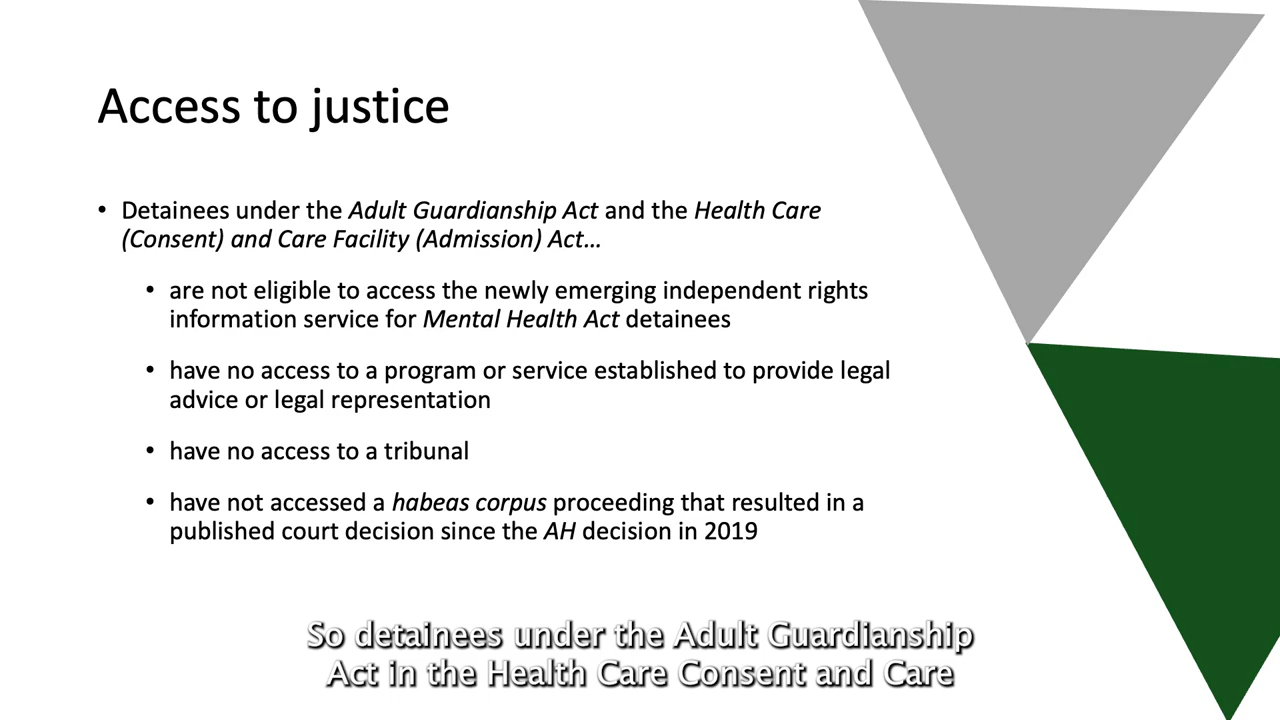 Access to justice
• Detainees under the Adult Guardianship Act and the Health Care
(Consent) and Care Facility (Admission) Act…
• are not eligible to access the newly emerging independent rights
information service for Mental Health Act detainees
• have no access to a program or service established to provide legal
advice or legal representation
• have no access to a tribunal
• have not accessed a habeas corpus proceeding that resulted in a
published court decision since the AH decision in 2019
So detainees under the Adult Guardianship
Act in the Health Care Consent and Care